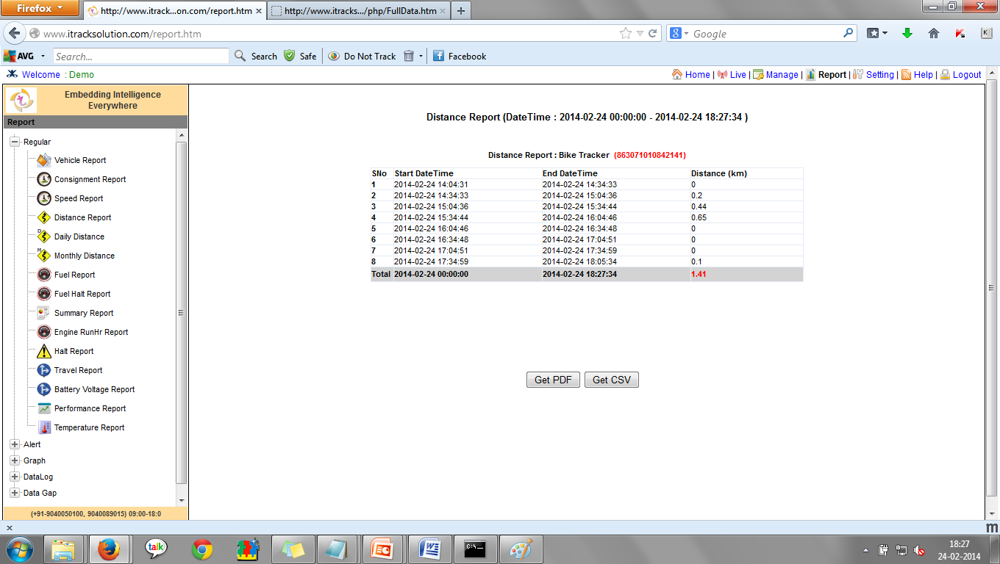 Firefox
http://www.itrack...on.com/report.htm
http://www.itracks.../php/FullData.htm
www.itracksolution.com/report.htm
Google
AVG Search... Search Safe Do Not Track Facebook
Welcome : Demo
Home | Live | Manage | Report | Setting | Help | Logout
Embedding Intelligence
Everywhere
Report
Regular
Vehicle Report
Consignment Report
Speed Report
Distance Report
Daily Distance
Monthly Distance
Fuel Report
Fuel Halt Report
Summary Report
Engine RunHr Report
Halt Report
Travel Report
Battery Voltage Report
Performance Report
Temperature Report
Alert
Graph
DataLog
Data Gap
(+91-9040050100, 9040089015) 09:00-18:0
Distance Report (DateTime : 2014-02-24 00:00:00 - 2014-02-24 18:27:34 )
Distance Report : Bike Tracker (863071010842141)
SNo Start DateTime End DateTime Distance (km)
1 2014-02-24 14:04:31 2014-02-24 14:34:33 0
2 2014-02-24 14:34:33 2014-02-24 15:04:36 0.2
3 2014-02-24 15:04:36 2014-02-24 15:34:44 0.44
4 2014-02-24 15:34:44 2014-02-24 16:04:46 0.65
5 2014-02-24 16:04:46 2014-02-24 16:34:48 0
6 2014-02-24 16:34:48 2014-02-24 17:04:51 0
7 2014-02-24 17:04:51 2014-02-24 17:34:59 0
8 2014-02-24 17:34:59 2014-02-24 18:05:34 0.1
Total 2014-02-24 00:00:00 2014-02-24 18:27:34 1.41
Get PDF Get CSV
talk
18:27
24-02-2014